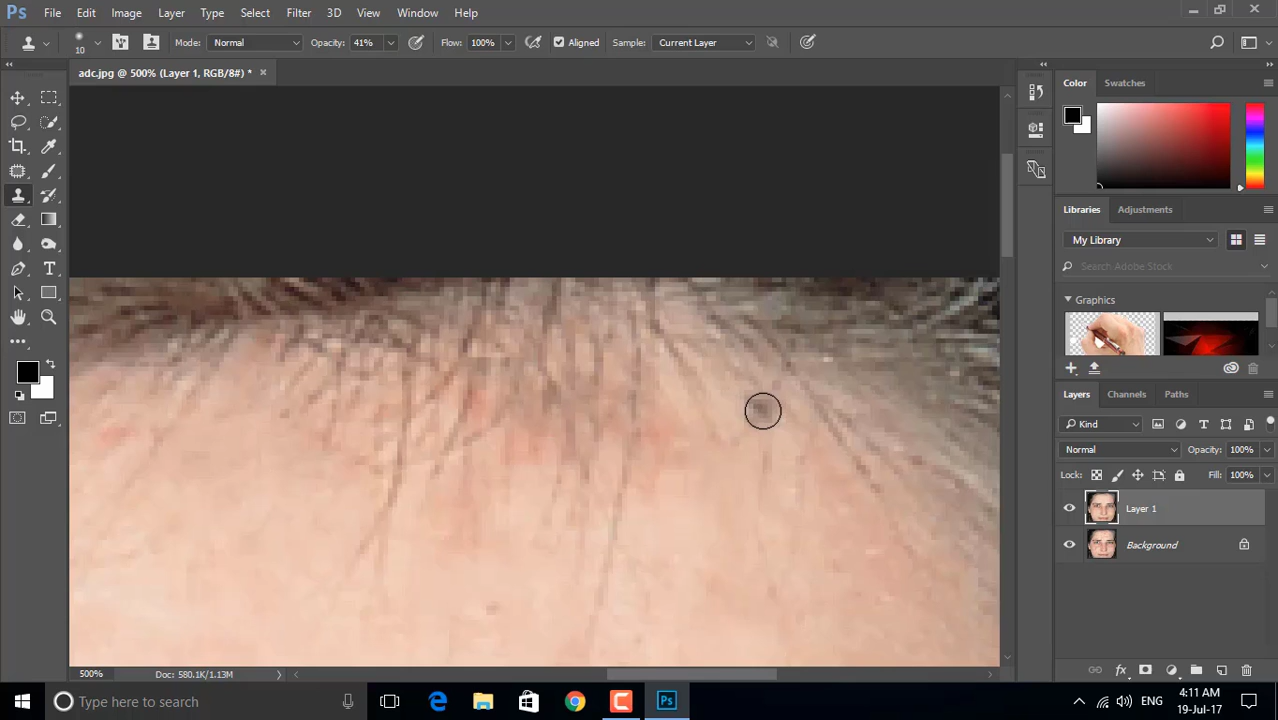 Ps File Edit Image Layer Type Select Filter 3D View Window Help
10 Mode: Normal Opacity: 41% Flow: 100% Aligned Sample: Current Layer
adc.jpg @ 500% (Layer 1, RGB/8#) *
Color Swatches
Libraries Adjustments
My Library
Search Adobe Stock
Graphics
Layers Channels Paths
Kind
Normal Opacity: 100%
Lock: Fill: 100%
Layer 1
Background
500% Doc: 580.1K/1.13M
Type here to search
Ps
ENG
4:11 AM
19-Jul-17